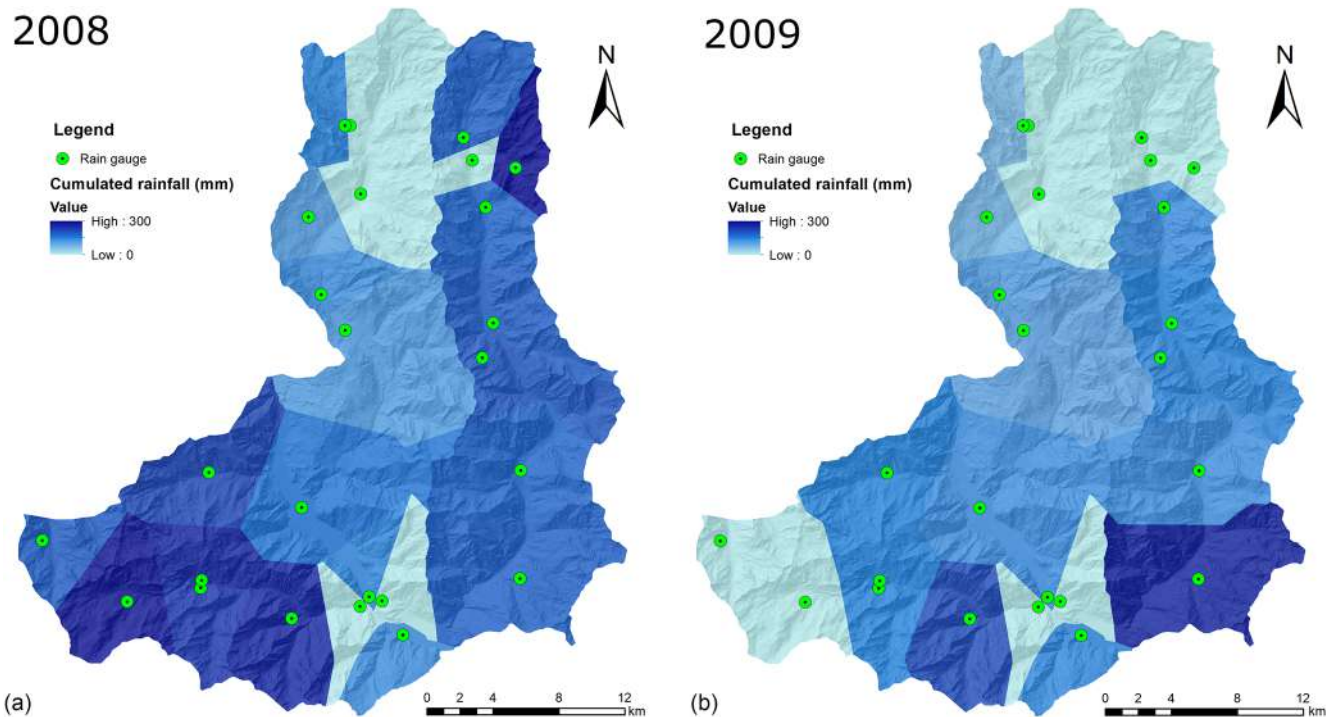 2008
N
Legend
Rain gauge
Cumulated rainfall (mm)
Value
High : 300
Low : 0
(a)
0 2 4 8 12
km
2009
N
Legend
Rain gauge
Cumulated rainfall (mm)
Value
High : 300
Low : 0
(b)
0 2 4 8 12
km